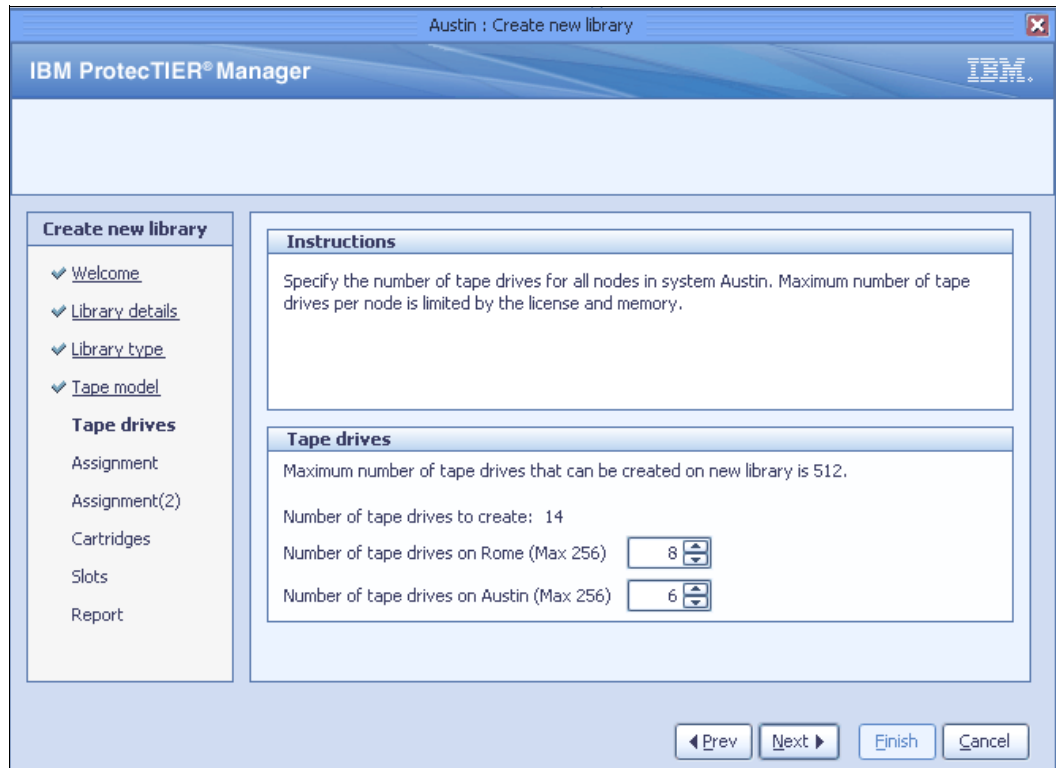 Austin : Create new library
IBM ProtecTIER® Manager
IBM.
Create new library
Welcome
Library details
Library type
Tape model
Tape drives
Assignment
Assignment(2)
Cartridges
Slots
Report
Instructions
Specify the number of tape drives for all nodes in system Austin. Maximum number of tape
drives per node is limited by the license and memory.
Tape drives
Maximum number of tape drives that can be created on new library is 512.
Number of tape drives to create: 14
Number of tape drives on Rome (Max 256) 8
Number of tape drives on Austin (Max 256) 6
Prev Next Finish Cancel